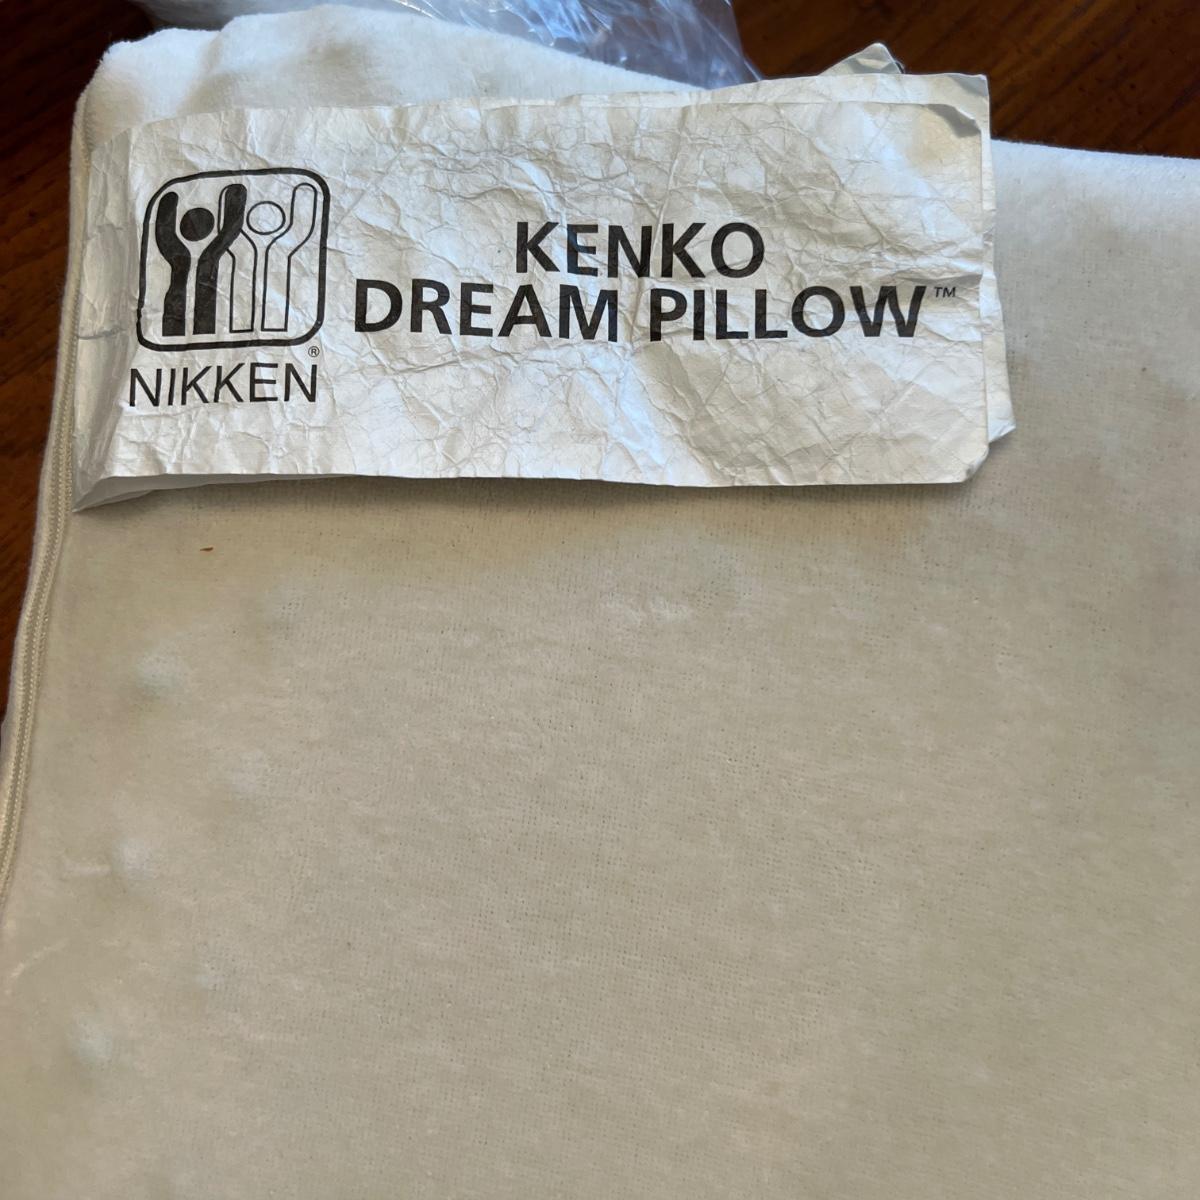 KENKO
DREAM PILLOW™
®
NIKKEN